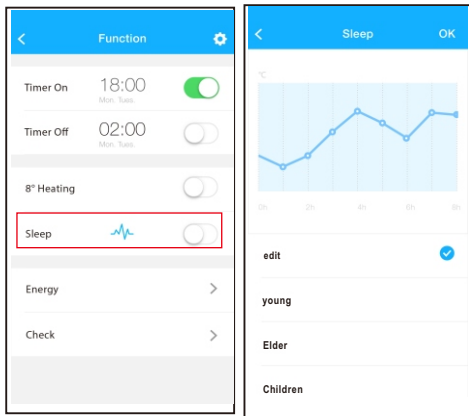 Function
Timer On 18:00
Mon. Tues.
Timer Off 02:00
Mon. Tues.
8° Heating
Sleep
Energy
Check
Sleep OK
℃
0h 2h 4h 6h 8h
edit
young
Elder
Children